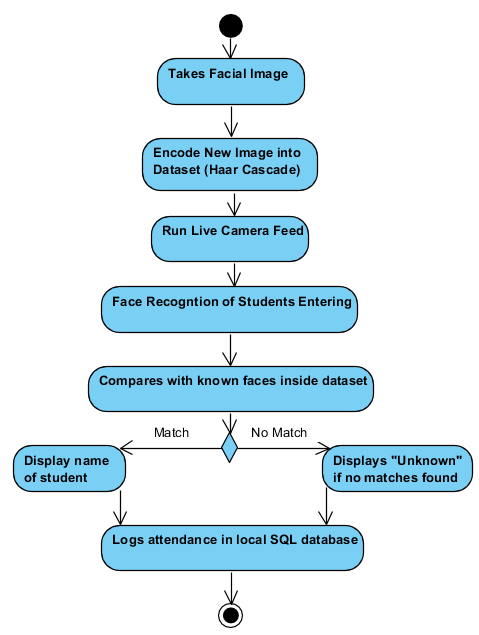 Takes Facial Image
Encode New Image into
Dataset (Haar Cascade)
Run Live Camera Feed
Face Recogntion of Students Entering
Compares with known faces inside dataset
Match
No Match
Display name
of student
Displays "Unknown"
if no matches found
Logs attendance in local SQL database